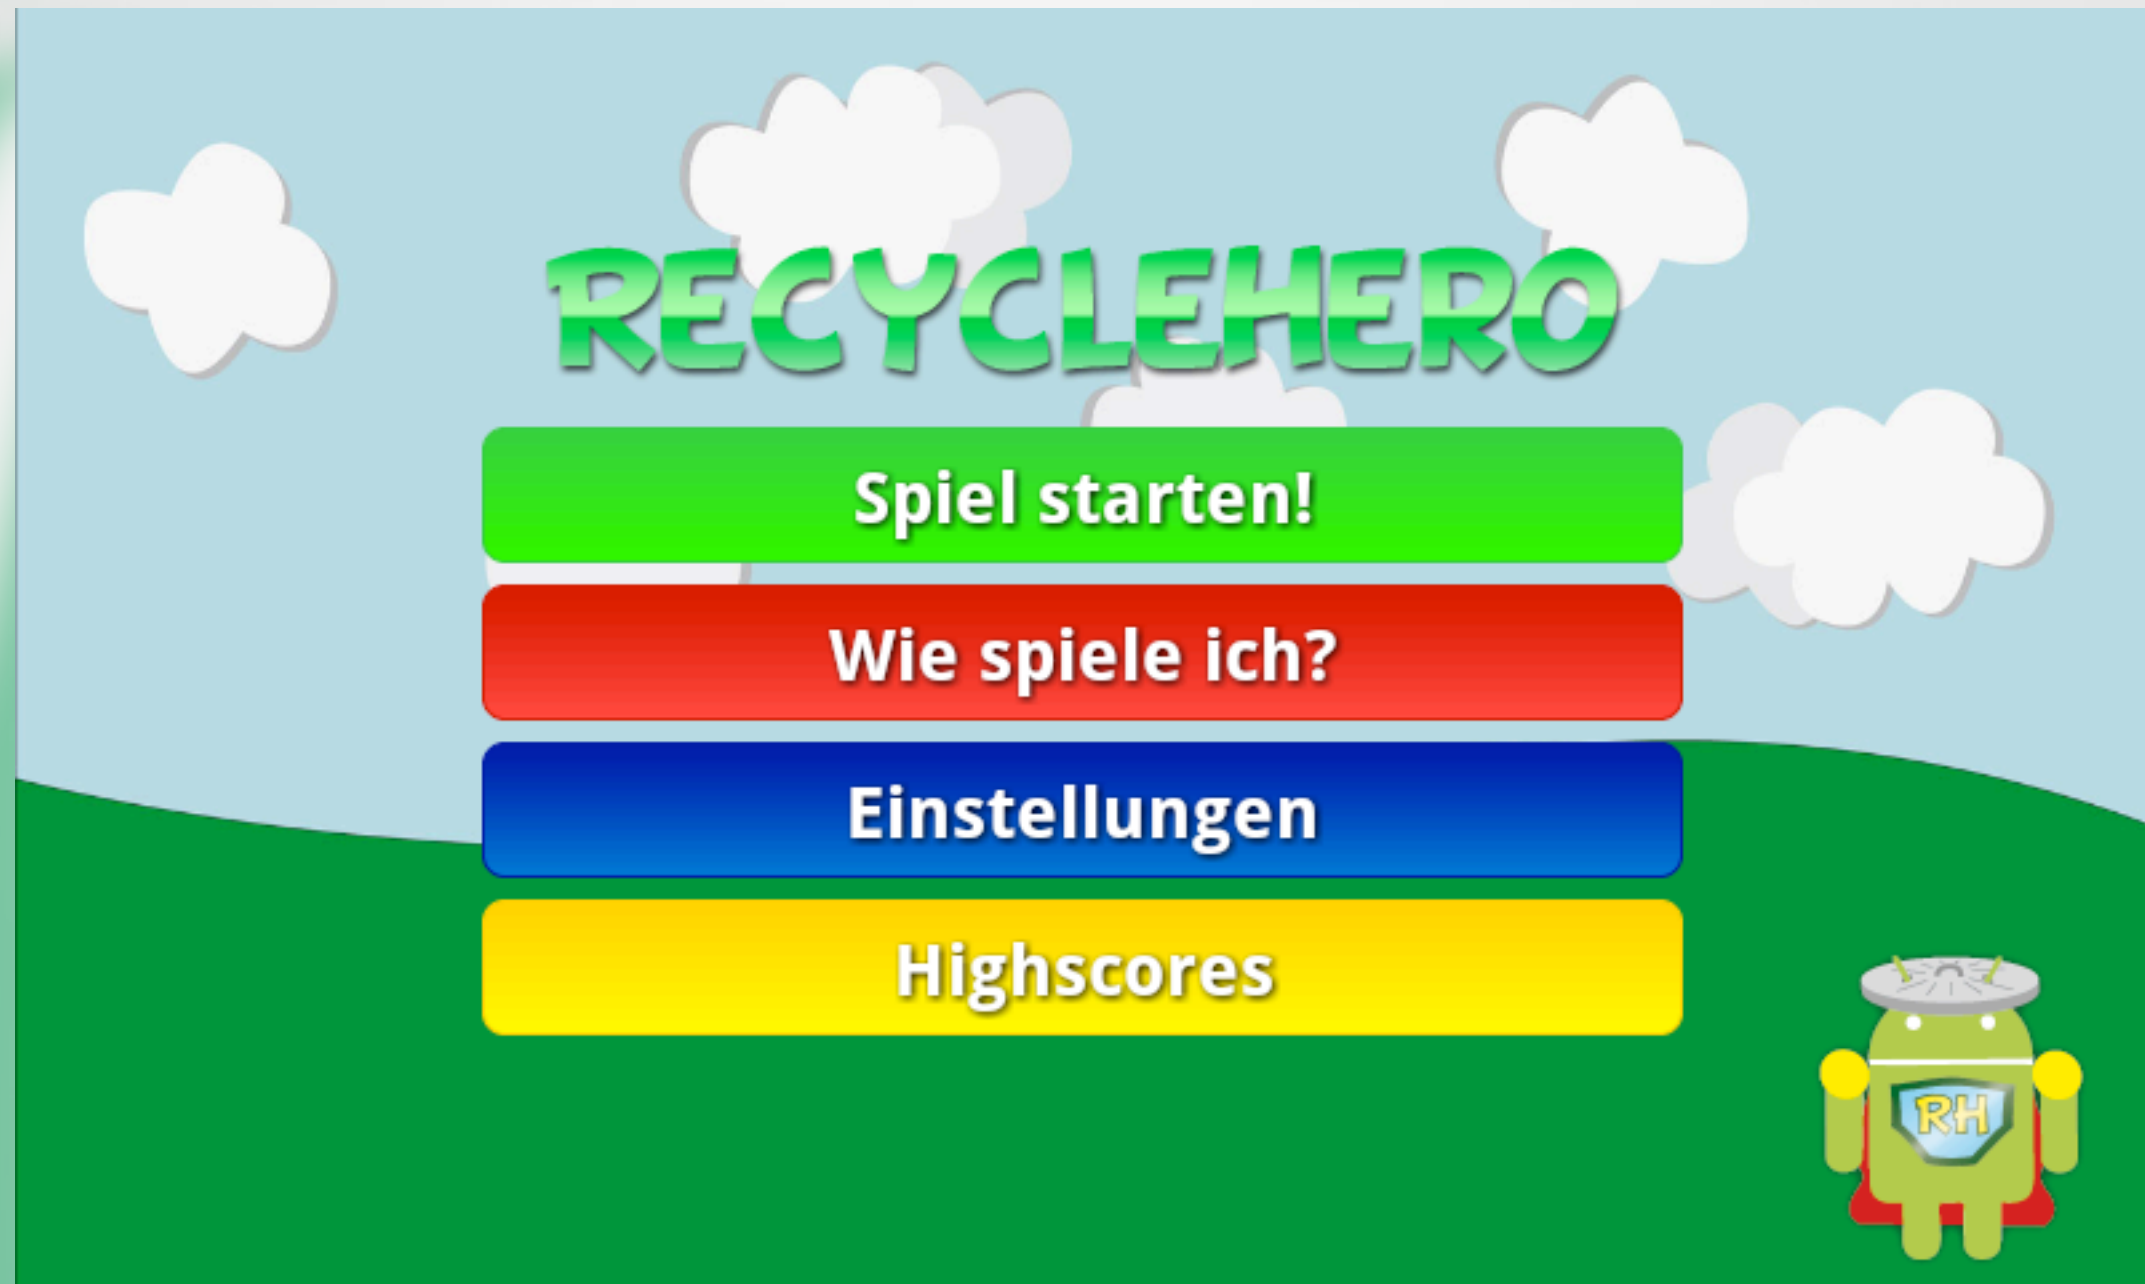 RECYCLEHERO
Spiel starten!
Wie spiele ich?
Einstellungen
Highscores
RH